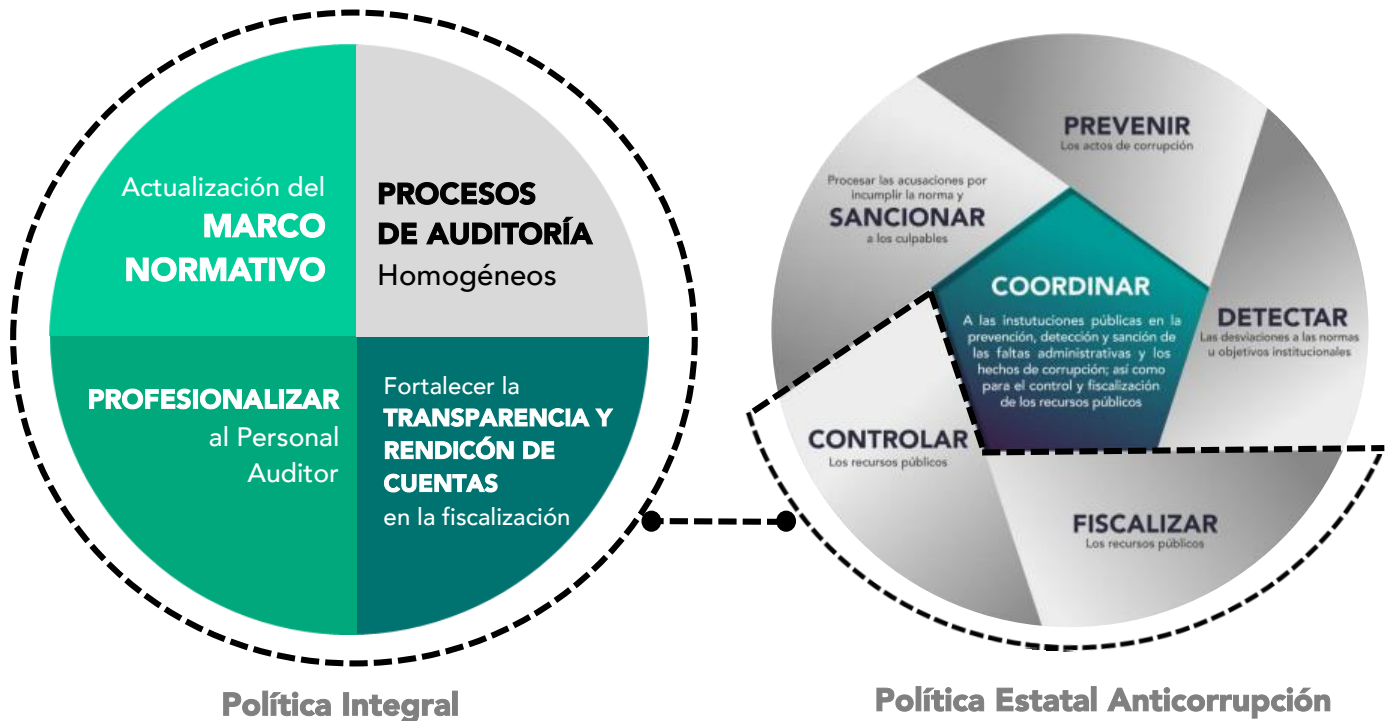 Actualización del
MARCO
NORMATIVO
PROCESOS
DE AUDITORÍA
Homogéneos
PROFESIONALIZAR
al Personal
Auditor
Fortalecer la
TRANSPARENCIA Y
RENDICÓN DE
CUENTAS
en la fiscalización
Política Integral
PREVENIR
Los actos de corrupción
Procesar las acusaciones por
incumplir la norma y
SANCIONAR
a los culpables
COORDINAR
A las instutuciones públicas en la
prevención, detección y sanción de
las faltas administrativas y los
hechos de corrupción; así como
para el control y fiscalización
de los recursos públicos
DETECTAR
Las desviaciones a las normas
u objetivos institucionales
CONTROLAR
Los recursos públicos
FISCALIZAR
Los recursos públicos
Política Estatal Anticorrupción